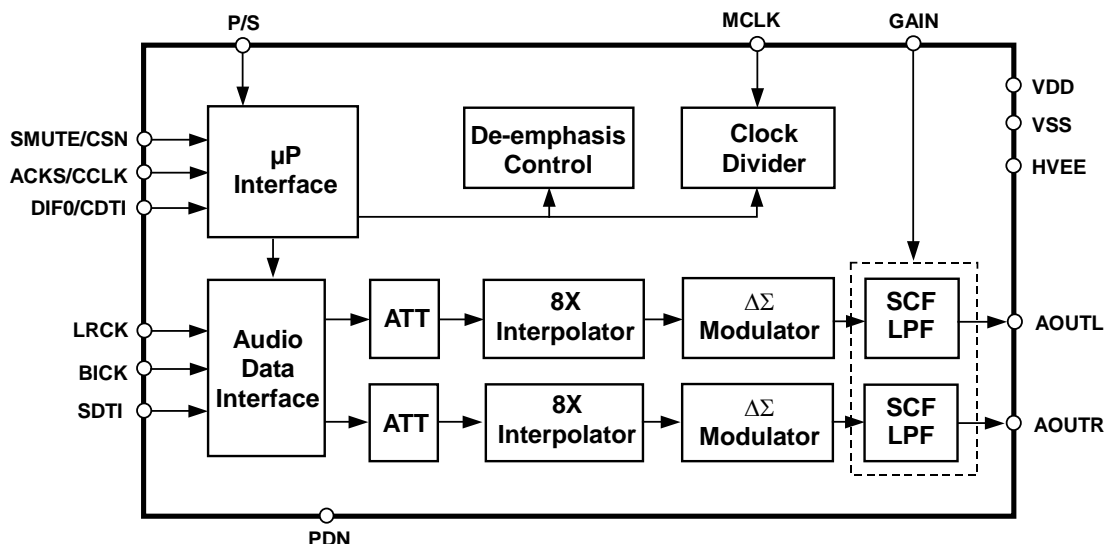 P/S
MCLK
GAIN
VDD
VSS
HVEE
SMUTE/CSN
ACKS/CCLK
DIF0/CDTI
µP
Interface
De-emphasis
Control
Clock
Divider
LRCK
BICK
SDTI
Audio
Data
Interface
ATT
8X
Interpolator
ΔΣ
Modulator
SCF
LPF
AOUTL
ATT
8X
Interpolator
ΔΣ
Modulator
SCF
LPF
AOUTR
PDN